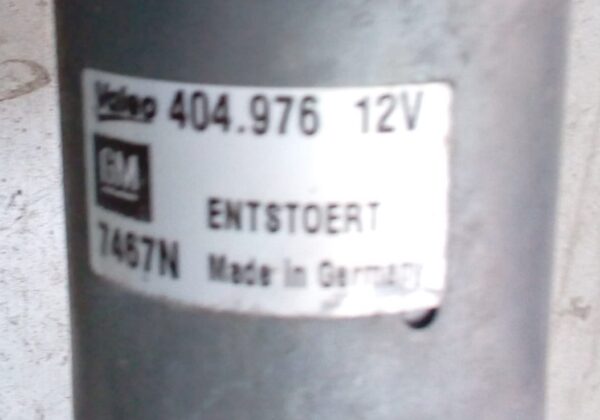 Valeo 404.976 12V
GM
ENTSTOERT
7467N Made in Germany